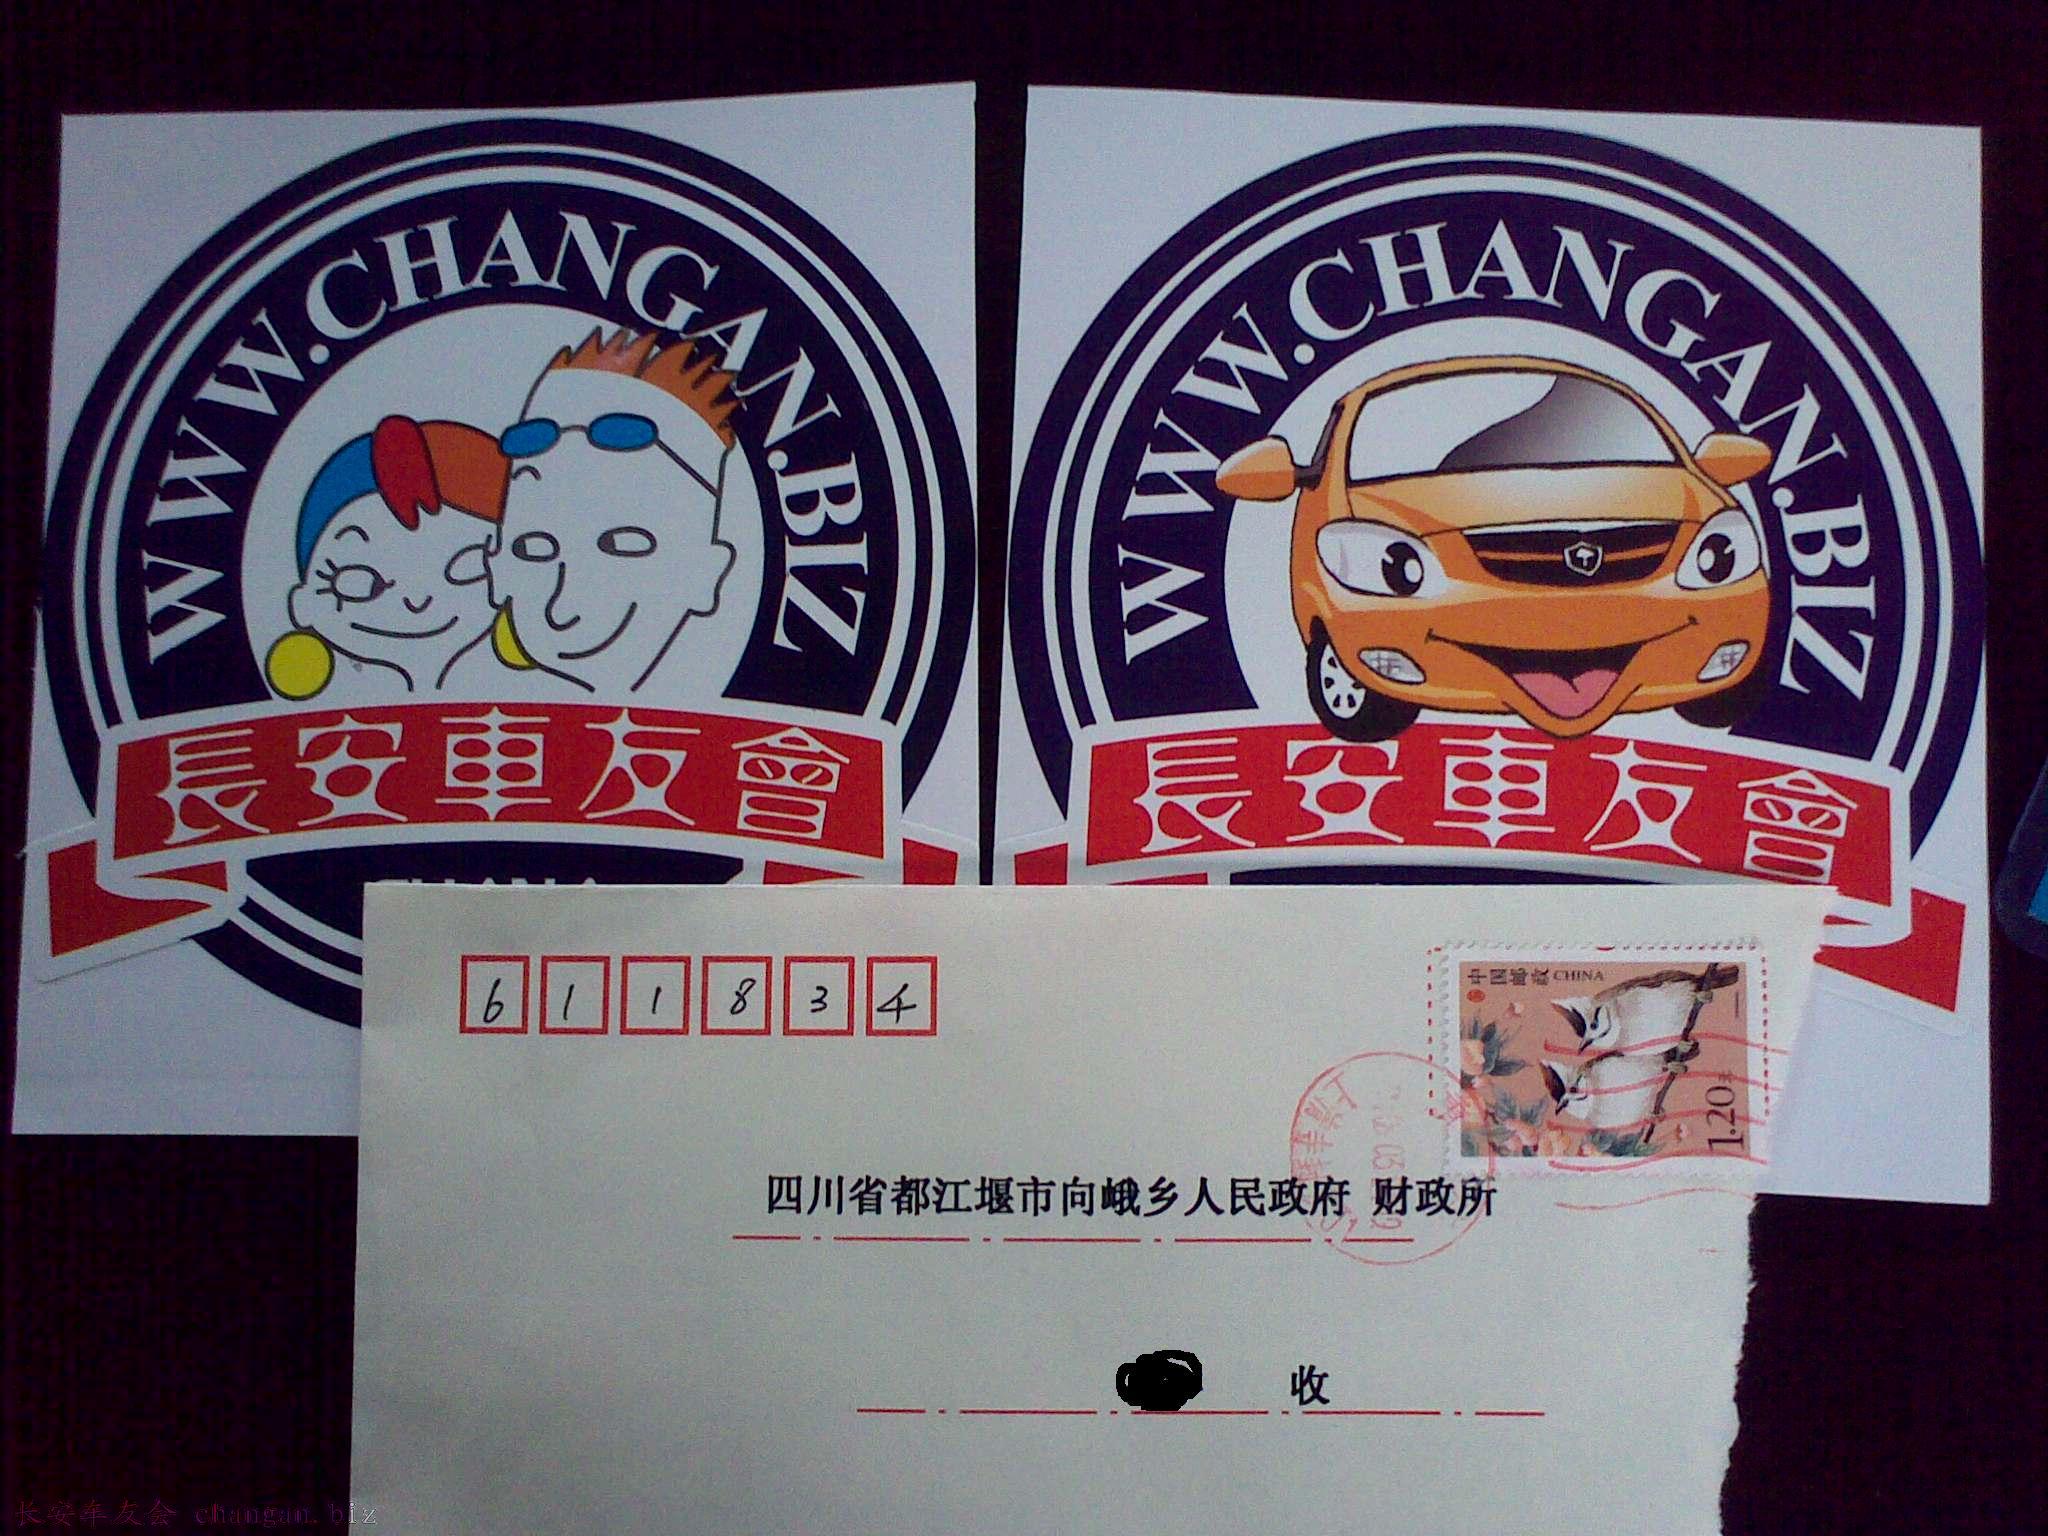 WWW.CHANGAN.BIZ
長安車友會
WWW.CHANGAN.BIZ
長安車友會
611834
中国邮政 CHINA
1.20元
四川省都江堰市向峨乡人民政府 财政所
收
长安车友会 changan.biz